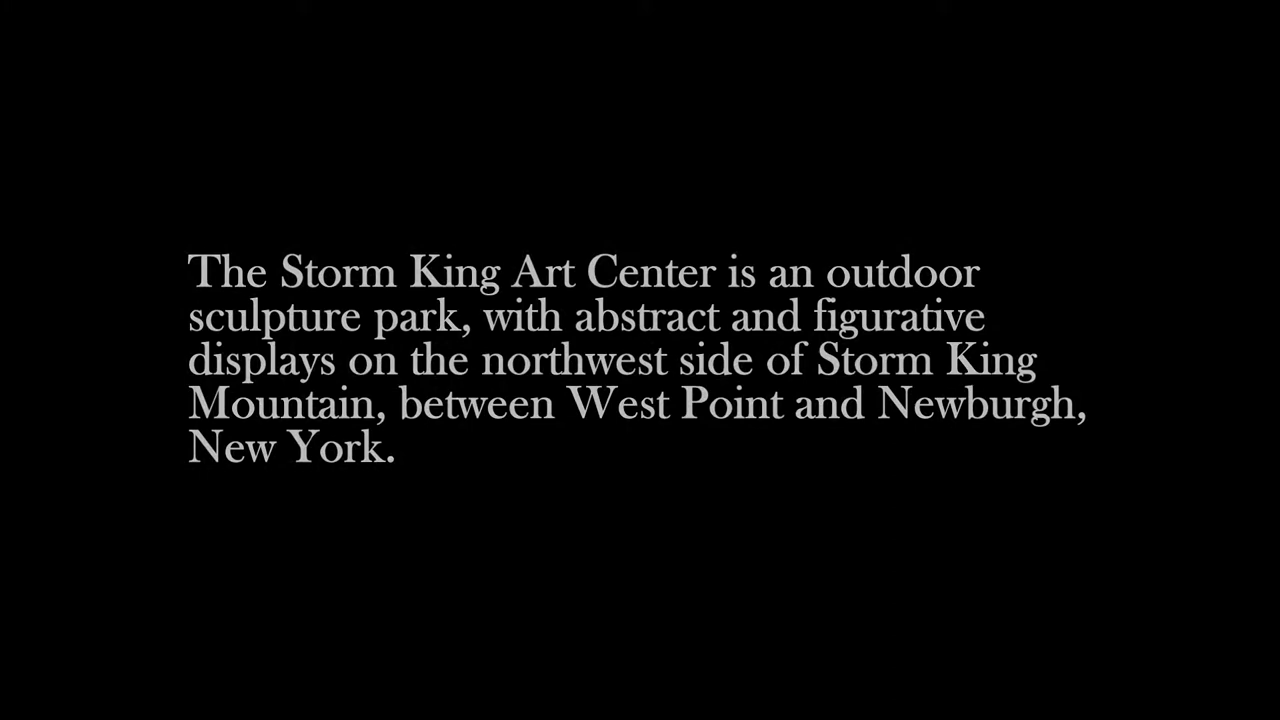 The Storm King Art Center is an outdoor
sculpture park, with abstract and figurative
displays on the northwest side of Storm King
Mountain, between West Point and Newburgh,
New York.